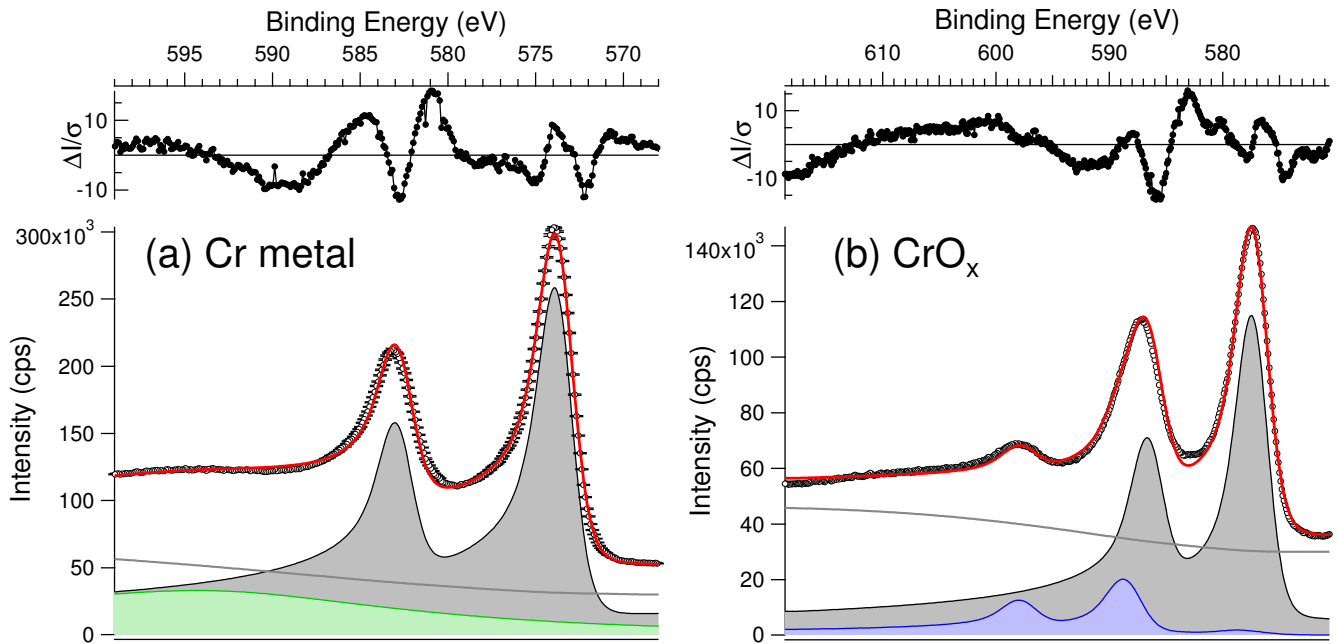 Binding Energy (eV)
595 590 585 580 575 570
10
0
-10
ΔI/σ
300x10³
250
200
150
100
50
0
Intensity (cps)
(a) Cr metal
Binding Energy (eV)
610 600 590 580
10
0
-10
ΔI/σ
140x10³
120
100
80
60
40
20
0
Intensity (cps)
(b) CrOₓ